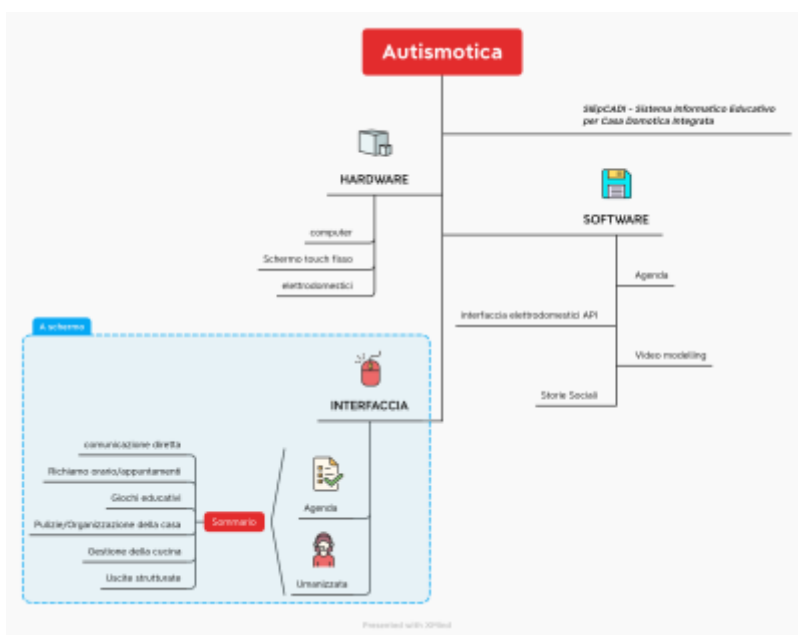 Autismotica
SIEpCADI - Sistema Informatico Educativo
per Casa Domotica Integrata
HARDWARE
computer
Schermo touch fisso
elettrodomestici
SOFTWARE
Agenda
interfaccia elettrodomestici API
Video modelling
Storie Sociali
A schermo
INTERFACCIA
Agenda
Umanizzata
Sommario
comunicazione diretta
Richiamo orario/appuntamenti
Giochi educativi
Pulizie/Organizzazione della casa
Gestione della cucina
Uscite strutturate
Presented with XMind